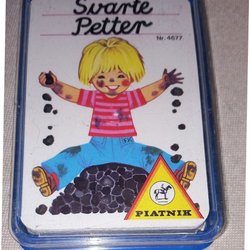 Svarte
Petter
Nr. 4677
PIATNIK